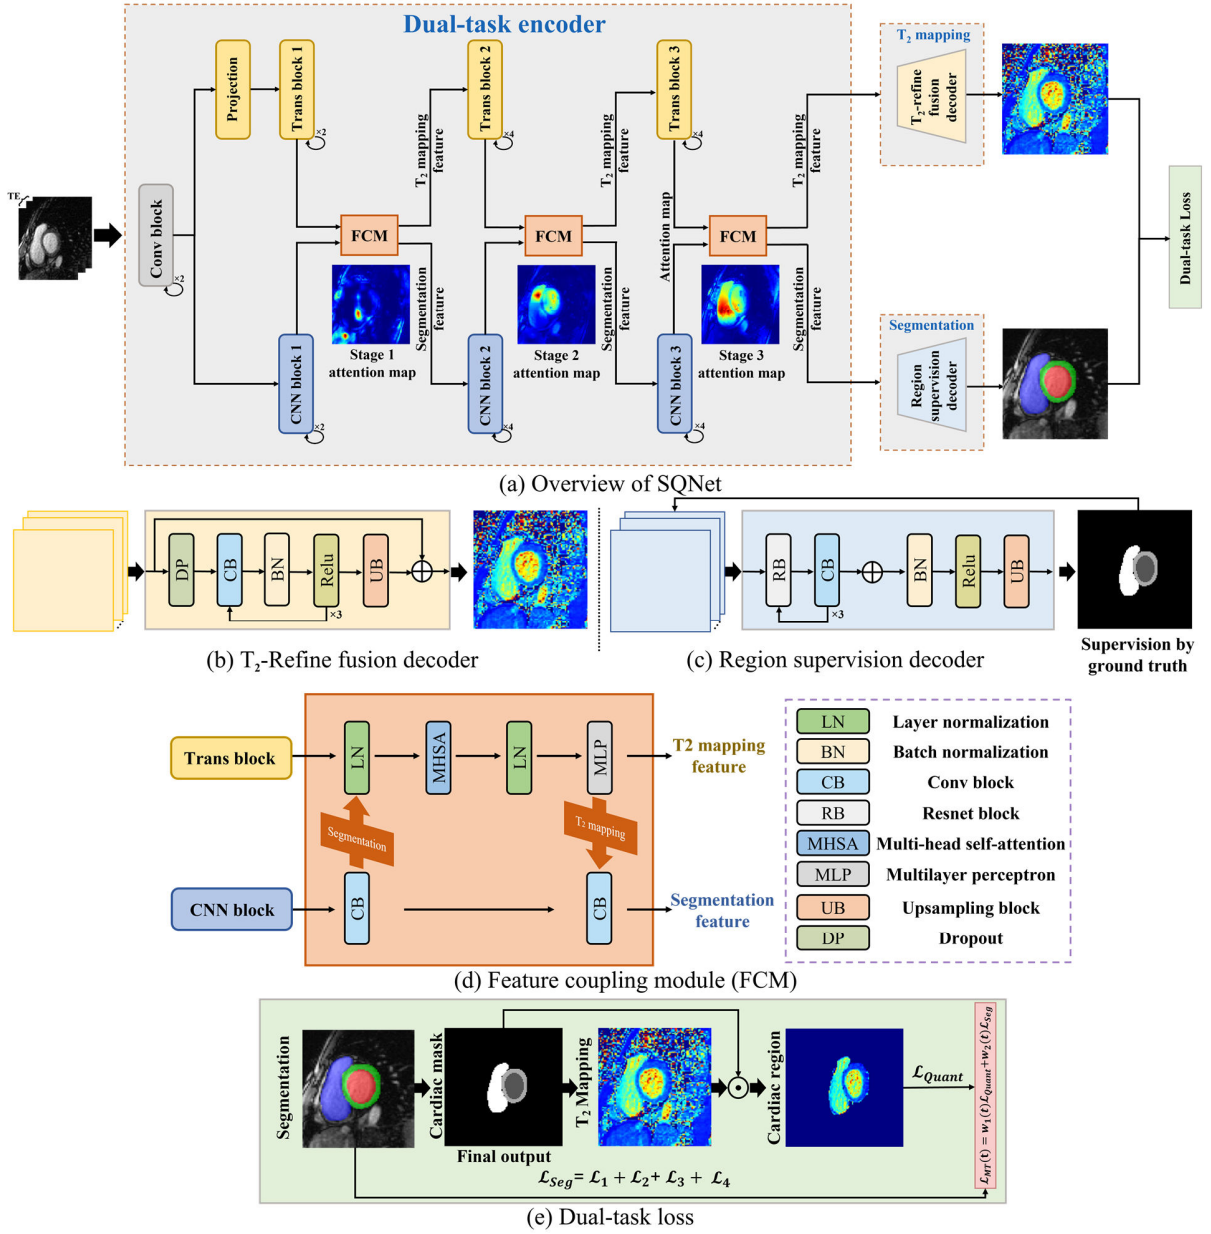 Dual-task encoder
TE
Conv block
×2
Projection
Trans block 1
×2
T₂ mapping feature
Trans block 2
×4
T₂ mapping feature
Trans block 3
×4
T₂ mapping feature
FCM
FCM
FCM
Attention map
Stage 1
attention map
Stage 2
attention map
Stage 3
attention map
Segmentation feature
Segmentation feature
Segmentation feature
CNN block 1
×2
CNN block 2
×4
CNN block 3
×4
T₂ mapping
T₂-refine fusion decoder
Segmentation
Region supervision decoder
Dual-task Loss
(a) Overview of SQNet
DP
CB
BN
Relu
UB
×3
(b) T₂-Refine fusion decoder
RB
CB
BN
Relu
UB
×3
(c) Region supervision decoder
Supervision by
ground truth
Trans block
LN
MHSA
LN
MLP
T2 mapping
feature
Segmentation
T₂ mapping
CNN block
CB
CB
Segmentation
feature
(d) Feature coupling module (FCM)
LN Layer normalization
BN Batch normalization
CB Conv block
RB Resnet block
MHSA Multi-head self-attention
MLP Multilayer perceptron
UB Upsampling block
DP Dropout
Segmentation
Cardiac mask
Final output
T₂ Mapping
Cardiac region
ℒ_Quant
ℒ_Seg = ℒ₁ + ℒ₂ + ℒ₃ + ℒ₄
ℒ_MT(t) = w₁(t)ℒ_Quant+w₂(t)ℒ_Seg
(e) Dual-task loss